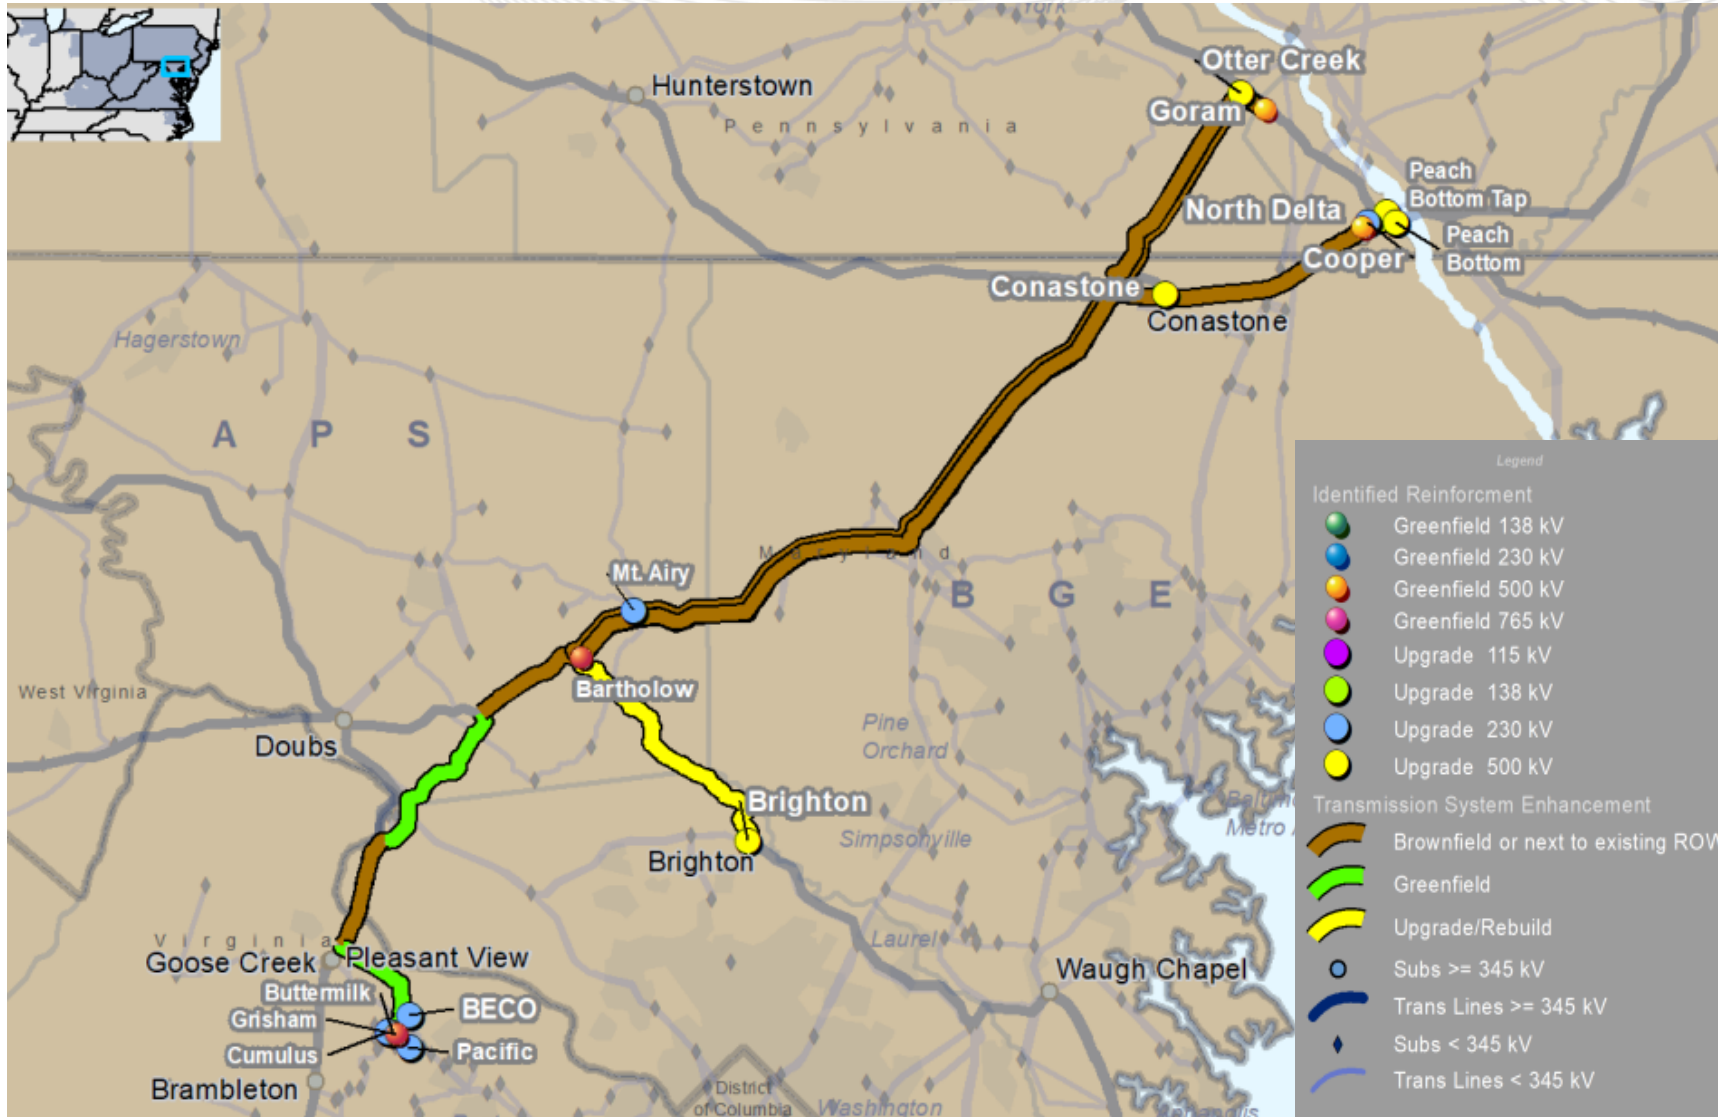 York
Otter Creek
Hunterstown
Goram
Pennsylvania
Peach
Bottom Tap
North Delta
Peach
Bottom
Cooper
Conastone
Conastone
Hagerstown
A P S
Maryland
Mt. Airy
B G E
West Virginia
Bartholow
Pine
Orchard
Doubs
Brighton
Simpsonville
Brighton
Metro
Virginia
Laurel
Goose Creek
Pleasant View
Waugh Chapel
Buttermilk
BECO
Grisham
Cumulus
Pacific
Brambleton
District
of Columbia
Washington
Legend
Identified Reinforcment
Greenfield 138 kV
Greenfield 230 kV
Greenfield 500 kV
Greenfield 765 kV
Upgrade 115 kV
Upgrade 138 kV
Upgrade 230 kV
Upgrade 500 kV
Transmission System Enhancement
Brownfield or next to existing ROW
Greenfield
Upgrade/Rebuild
Subs >= 345 kV
Trans Lines >= 345 kV
Subs < 345 kV
Trans Lines < 345 kV